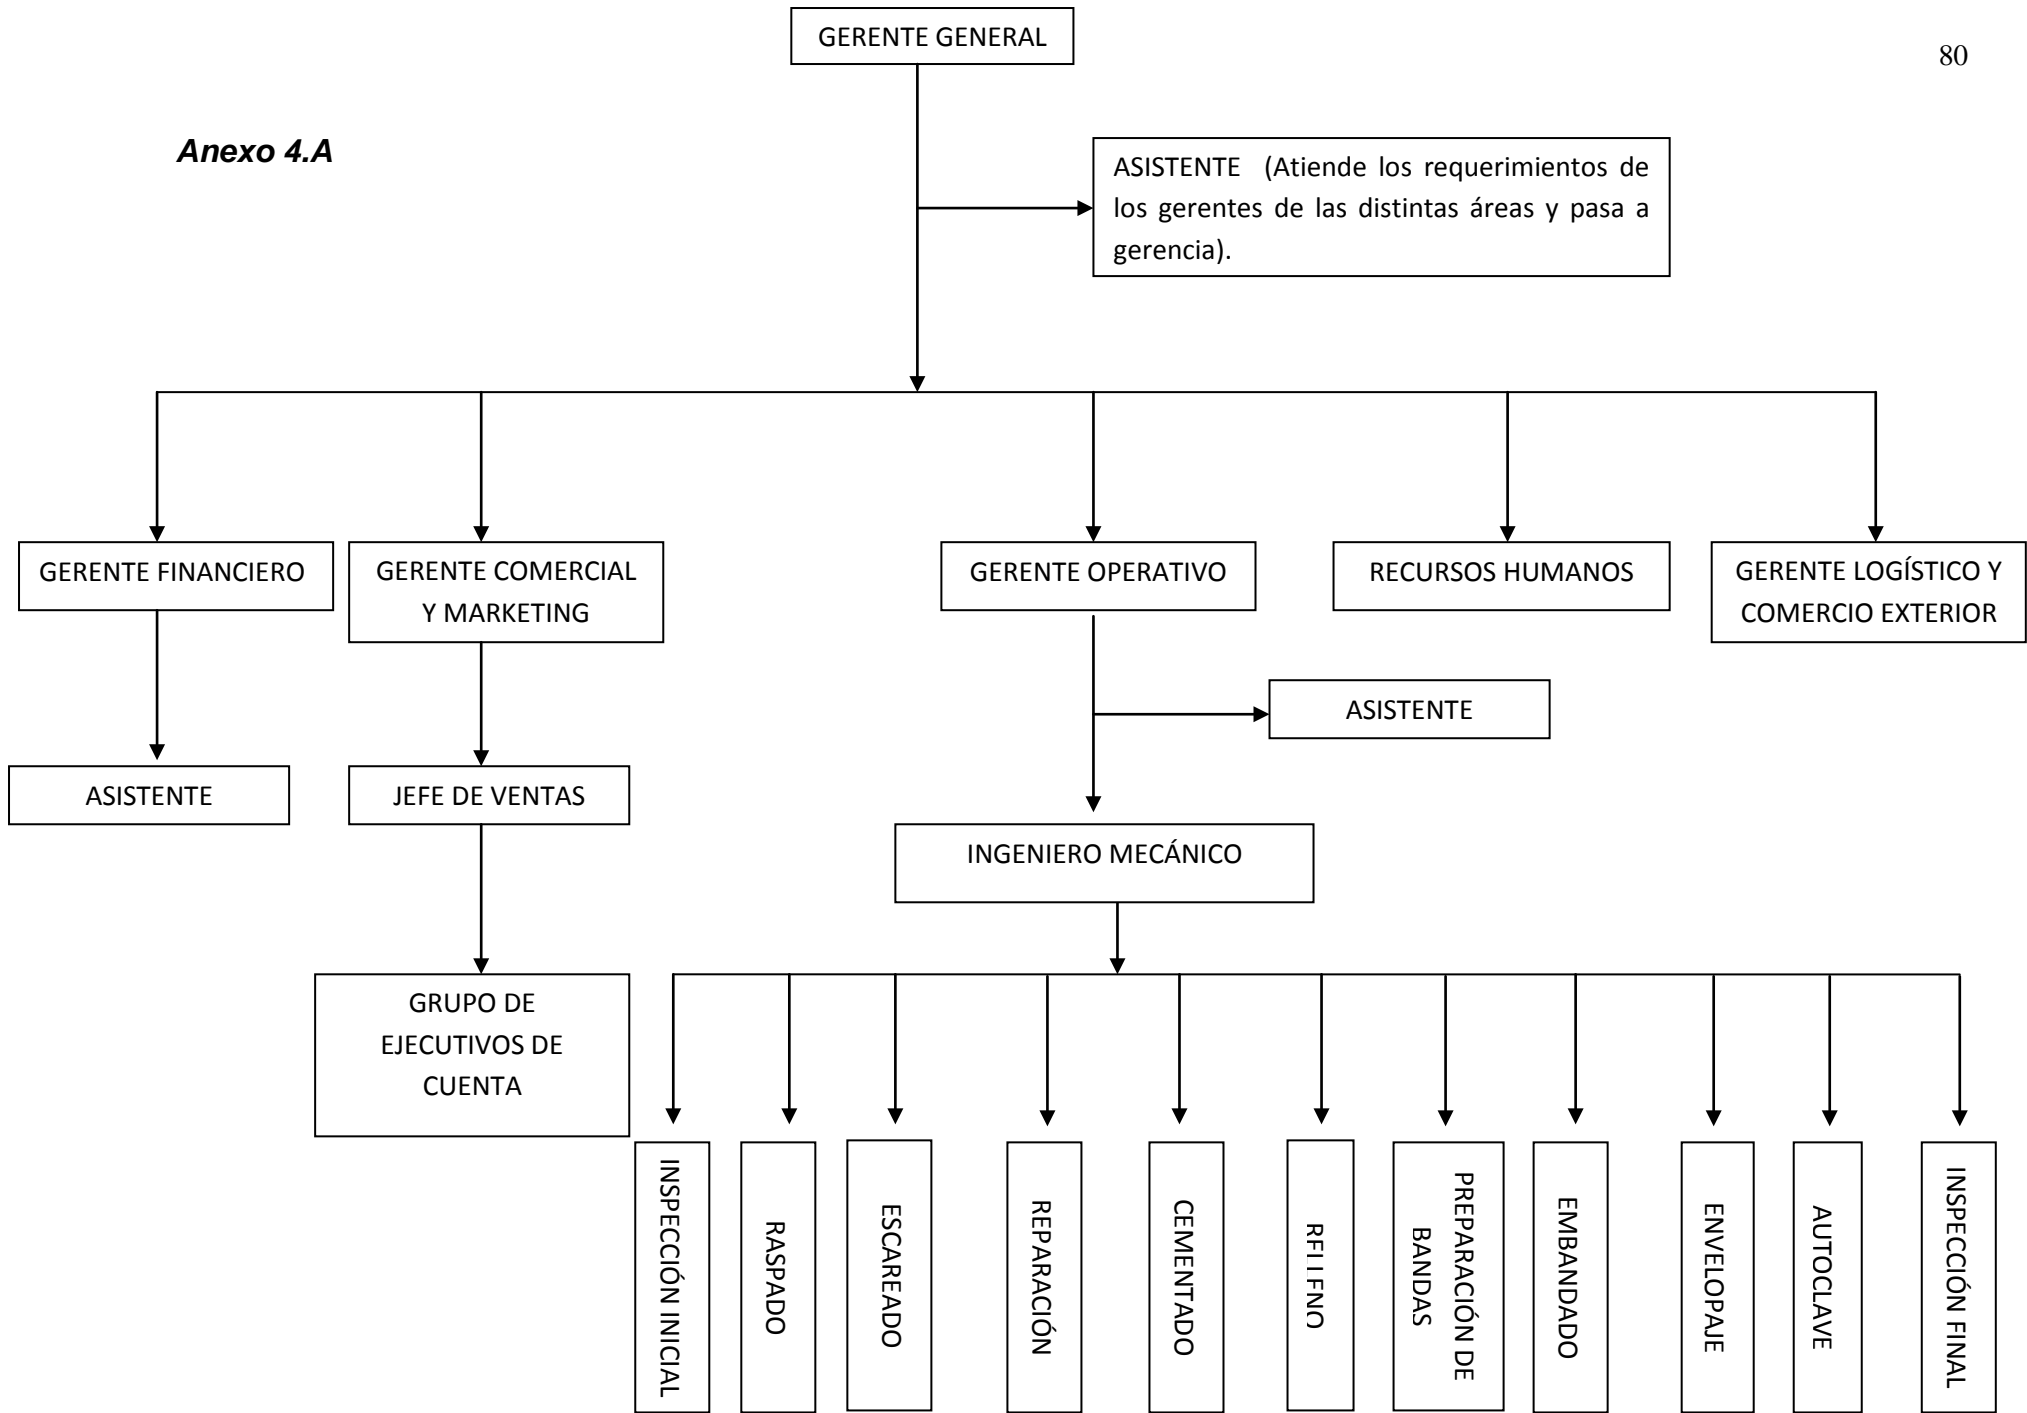 GERENTE GENERAL
80
Anexo 4.A
ASISTENTE (Atiende los requerimientos de
los gerentes de las distintas áreas y pasa a
gerencia).
GERENTE FINANCIERO
GERENTE COMERCIAL
Y MARKETING
GERENTE OPERATIVO
RECURSOS HUMANOS
GERENTE LOGÍSTICO Y
COMERCIO EXTERIOR
ASISTENTE
ASISTENTE
JEFE DE VENTAS
INGENIERO MECÁNICO
GRUPO DE
EJECUTIVOS DE
CUENTA
INSPECCIÓN INICIAL
RASPADO
ESCAREADO
REPARACIÓN
CEMENTADO
RELLENO
PREPARACIÓN DE
BANDAS
EMBANDADO
ENVELOPAJE
AUTOCLAVE
INSPECCIÓN FINAL